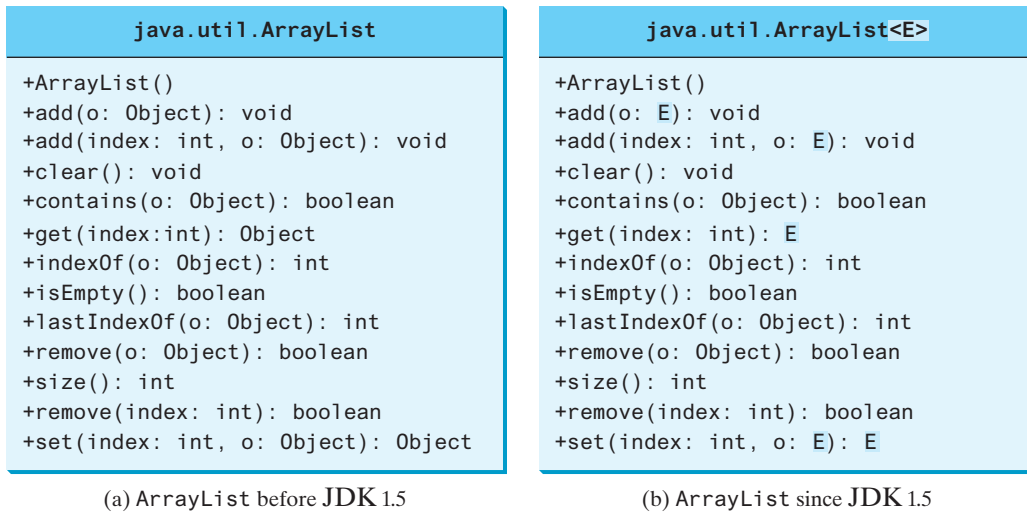 java.util.ArrayList
+ArrayList()
+add(o: Object): void
+add(index: int, o: Object): void
+clear(): void
+contains(o: Object): boolean
+get(index:int): Object
+indexOf(o: Object): int
+isEmpty(): boolean
+lastIndexOf(o: Object): int
+remove(o: Object): boolean
+size(): int
+remove(index: int): boolean
+set(index: int, o: Object): Object
(a) ArrayList before JDK 1.5
java.util.ArrayList<E>
+ArrayList()
+add(o: E): void
+add(index: int, o: E): void
+clear(): void
+contains(o: Object): boolean
+get(index: int): E
+indexOf(o: Object): int
+isEmpty(): boolean
+lastIndexOf(o: Object): int
+remove(o: Object): boolean
+size(): int
+remove(index: int): boolean
+set(index: int, o: E): E
(b) ArrayList since JDK 1.5